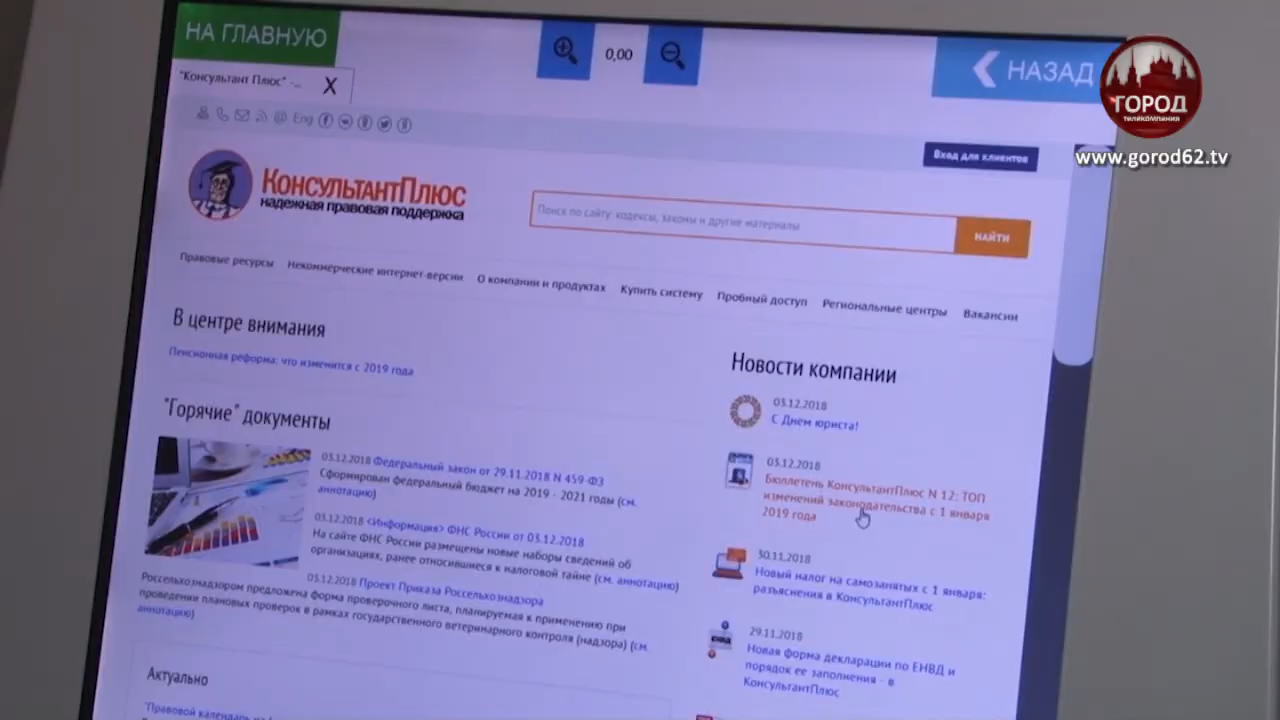 НА ГЛАВНУЮ
0,00
НАЗАД
ГОРОД
телекомпания
www.gorod62.tv
"Консультант Плюс" -...
X
Eng
Вход для клиентов
КОНСУЛЬТАНТПЛЮС
надежная правовая поддержка
Поиск по сайту: кодексы, законы и другие материалы
НАЙТИ
Правовые ресурсы Некоммерческие интернет-версии О компании и продуктах Купить систему Пробный доступ Региональные центры Вакансии
В центре внимания
Пенсионная реформа: что изменится с 2019 года
"Горячие" документы
03.12.2018 Федеральный закон от 29.11.2018 N 459-ФЗ
Сформирован федеральный бюджет на 2019 - 2021 годы (см.
аннотацию)
03.12.2018 <Информация> ФНС России от 03.12.2018
На сайте ФНС России размещены новые наборы сведений об
организациях, ранее относившиеся к налоговой тайне (см. аннотацию)
03.12.2018 Проект Приказа Россельхознадзора
Россельхознадзором предложена форма проверочного листа, планируемая к применению при
проведении плановых проверок в рамках государственного ветеринарного контроля (надзора) (см.
аннотацию)
Актуально
"Правовой календарь на
Новости компании
03.12.2018
С Днем юриста!
03.12.2018
Бюллетень КонсультантПлюс N 12: ТОП
изменений законодательства с 1 января
2019 года
30.11.2018
Новый налог на самозанятых с 1 января:
разъяснения в КонсультантПлюс
29.11.2018
ЕНВД
Новая форма декларации по ЕНВД и
порядок ее заполнения - в
КонсультантПлюс